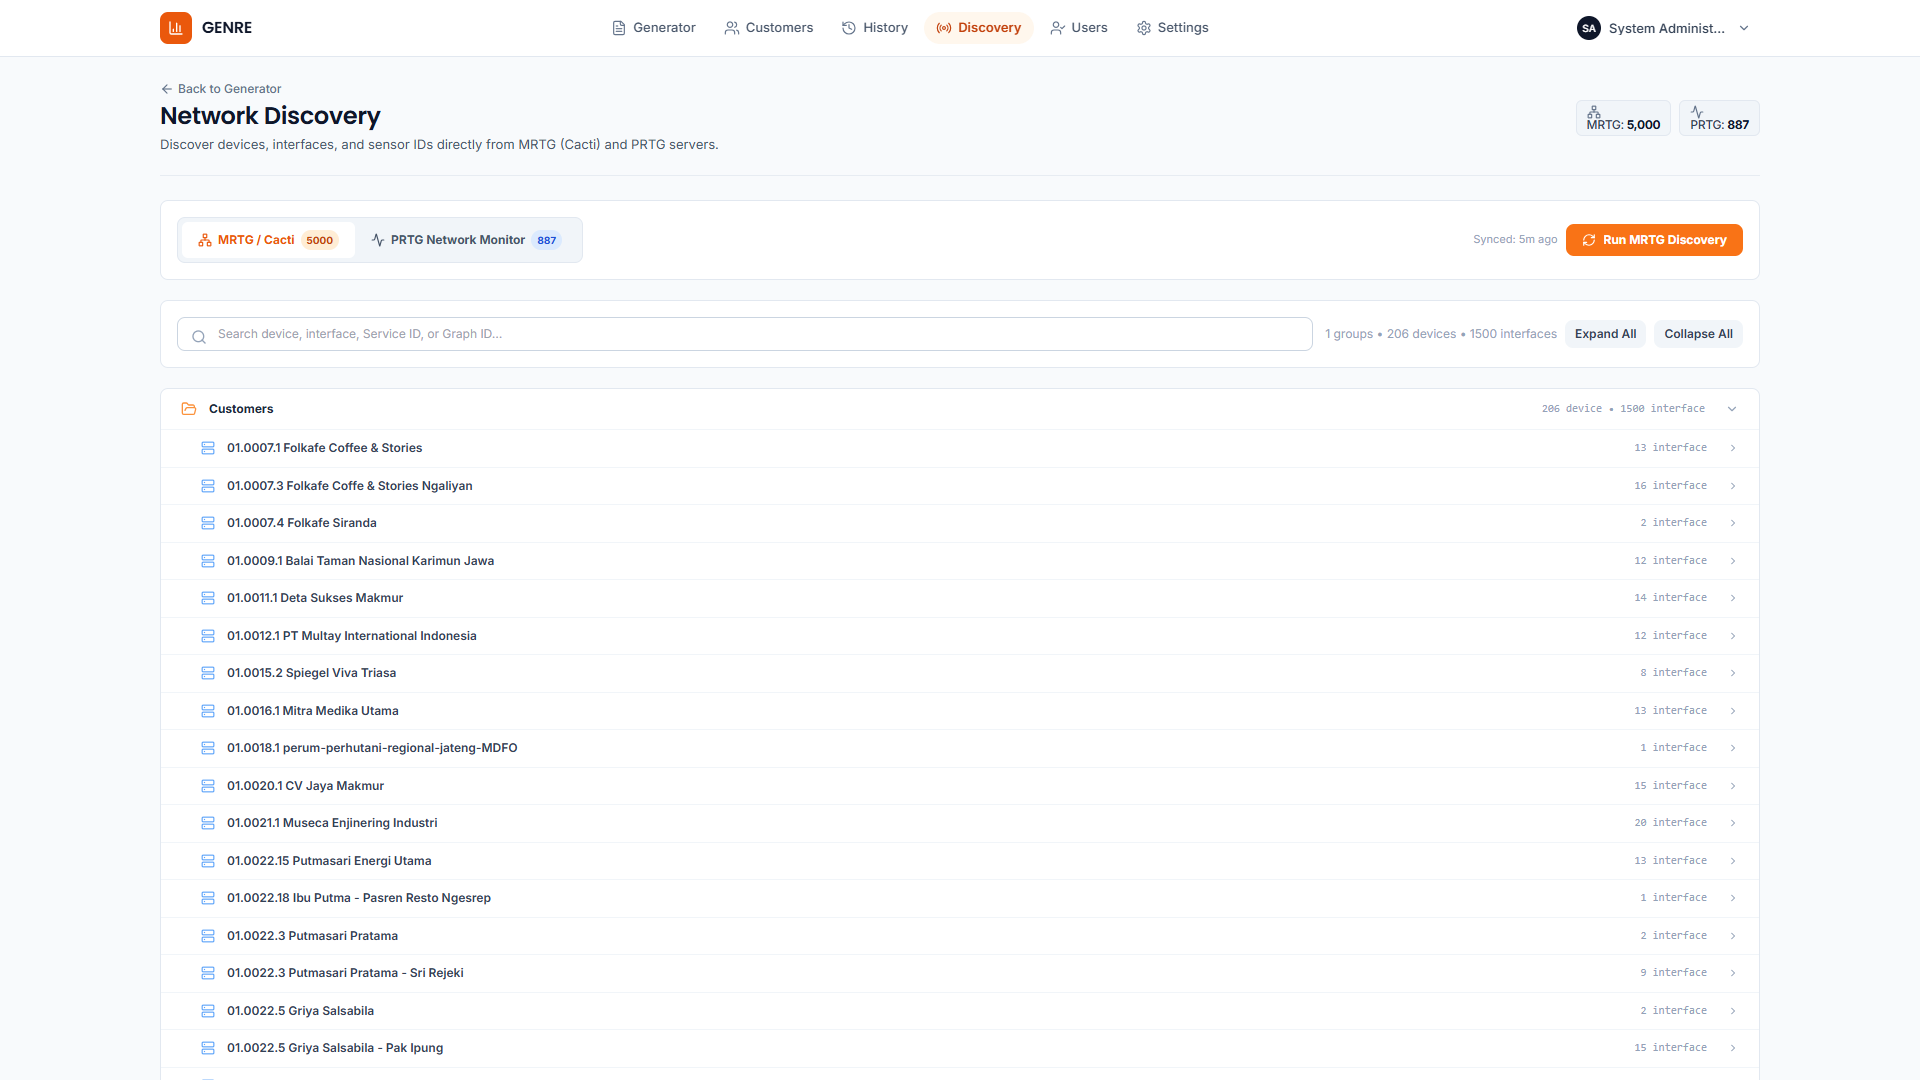 GENRE
Generator
Customers
History
Discovery
Users
Settings
SA
System Administ...
Back to Generator
Network Discovery
Discover devices, interfaces, and sensor IDs directly from MRTG (Cacti) and PRTG servers.
MRTG: 5,000
PRTG: 887
MRTG / Cacti 5000
PRTG Network Monitor 887
Synced: 5m ago
Run MRTG Discovery
Search device, interface, Service ID, or Graph ID...
1 groups • 206 devices • 1500 interfaces
Expand All
Collapse All
Customers
206 device • 1500 interface
01.0007.1 Folkafe Coffee & Stories
13 interface
01.0007.3 Folkafe Coffe & Stories Ngaliyan
16 interface
01.0007.4 Folkafe Siranda
2 interface
01.0009.1 Balai Taman Nasional Karimun Jawa
12 interface
01.0011.1 Deta Sukses Makmur
14 interface
01.0012.1 PT Multay International Indonesia
12 interface
01.0015.2 Spiegel Viva Triasa
8 interface
01.0016.1 Mitra Medika Utama
13 interface
01.0018.1 perum-perhutani-regional-jateng-MDFO
1 interface
01.0020.1 CV Jaya Makmur
15 interface
01.0021.1 Museca Enjinering Industri
20 interface
01.0022.15 Putmasari Energi Utama
13 interface
01.0022.18 Ibu Putma - Pasren Resto Ngesrep
1 interface
01.0022.3 Putmasari Pratama
2 interface
01.0022.3 Putmasari Pratama - Sri Rejeki
9 interface
01.0022.5 Griya Salsabila
2 interface
01.0022.5 Griya Salsabila - Pak Ipung
15 interface